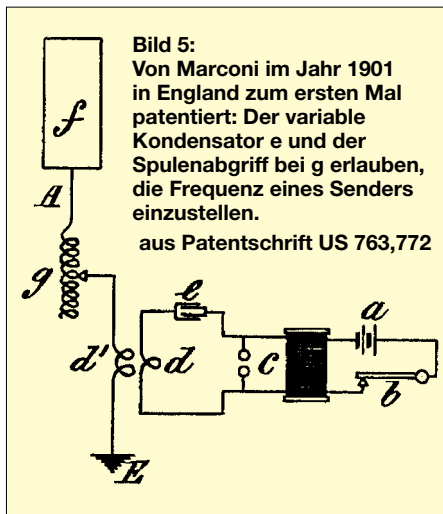 Bild 5:
Von Marconi im Jahr 1901
in England zum ersten Mal
patentiert: Der variable
Kondensator e und der
Spulenabgriff bei g erlauben,
die Frequenz eines Senders
einzustellen.
aus Patentschrift US 763,772
f
A
g
e
a
d'
d
c
b
E